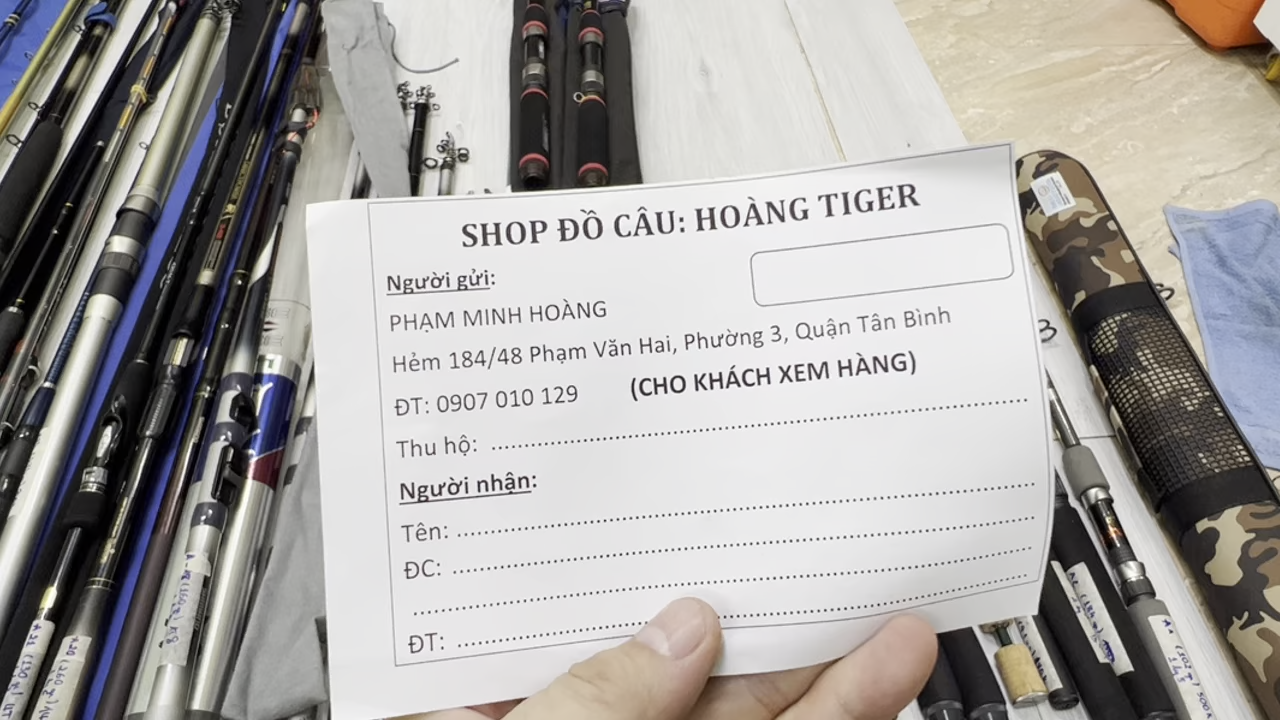 SHOP ĐỒ CÂU: HOÀNG TIGER
Người gửi:
PHẠM MINH HOÀNG
Hẻm 184/48 Phạm Văn Hai, Phường 3, Quận Tân Bình
ĐT: 0907 010 129 (CHO KHÁCH XEM HÀNG)
Thu hộ: ........................................................
Người nhận:
Tên: ........................................................
ĐC: ........................................................
........................................................
ĐT: ........................................................